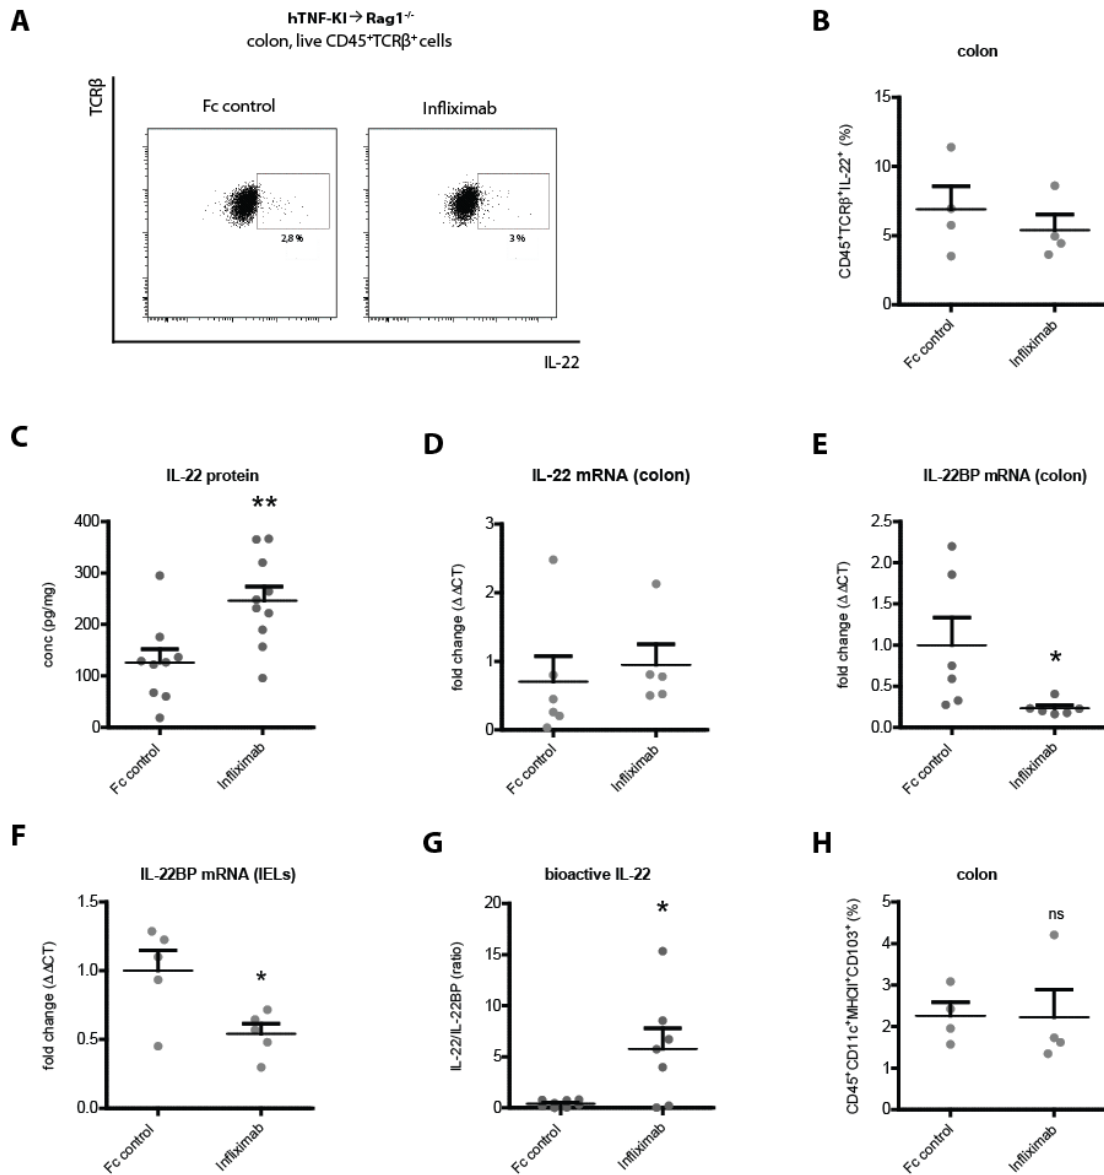 A
hTNF-KI→Rag1-/-
colon, live CD45+TCRβ+ cells
TCRβ
Fc control
Infliximab
2,8 %
3 %
IL-22
B
colon
CD45+TCRβ+IL-22+ (%)
15
10
5
0
Fc control
Infliximab
C
IL-22 protein
conc (pg/mg)
400
300
200
100
0
**
Fc control
Infliximab
D
IL-22 mRNA (colon)
fold change (Δ ΔCT)
3
2
1
0
Fc control
Infliximab
E
IL-22BP mRNA (colon)
fold change (Δ ΔCT)
2.5
2.0
1.5
1.0
0.5
0.0
*
Fc control
Infliximab
F
IL-22BP mRNA (IELs)
fold change (Δ ΔCT)
1.5
1.0
0.5
0.0
*
Fc control
Infliximab
G
bioactive IL-22
IL-22/IL-22BP (ratio)
20
15
10
5
0
*
Fc control
Infliximab
H
colon
CD45+CD11c+MHCII+CD103+ (%)
5
4
3
2
1
0
ns
Fc control
Infliximab